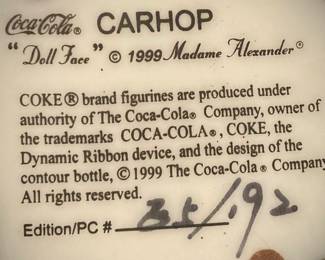 Coca-Cola® CARHOP
"Doll Face" © 1999 Madame Alexander®
COKE® brand figurines are produced under
authority of The Coca-Cola® Company, owner of
the trademarks COCA-COLA®, COKE, the
Dynamic Ribbon device, and the design of the
contour bottle, © 1999 The Coca-Cola® Company
All rights reserved.
Edition/PC #